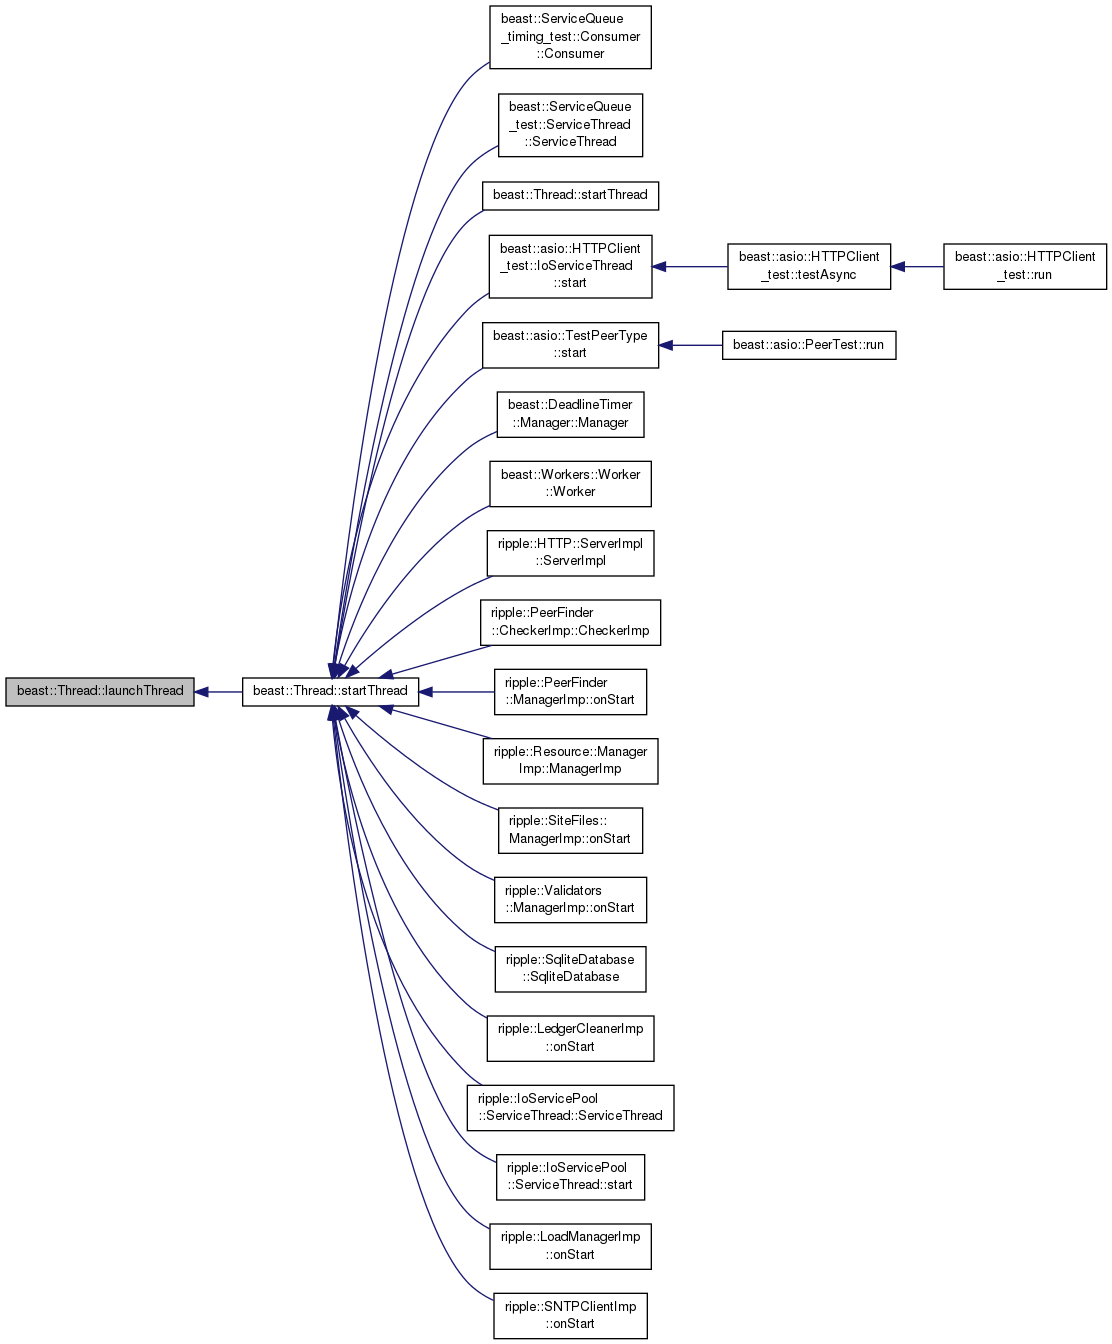 beast::ServiceQueue
_timing_test::Consumer
::Consumer
beast::ServiceQueue
_test::ServiceThread
::ServiceThread
beast::Thread::startThread
beast::asio::HTTPClient
_test::IoServiceThread
::start
beast::asio::HTTPClient
_test::testAsync
beast::asio::HTTPClient
_test::run
beast::asio::TestPeerType
::start
beast::asio::PeerTest::run
beast::DeadlineTimer
::Manager::Manager
beast::Workers::Worker
::Worker
ripple::HTTP::ServerImpl
::ServerImpl
ripple::PeerFinder
::CheckerImp::CheckerImp
beast::Thread::launchThread
beast::Thread::startThread
ripple::PeerFinder
::ManagerImp::onStart
ripple::Resource::Manager
Imp::ManagerImp
ripple::SiteFiles::
ManagerImp::onStart
ripple::Validators
::ManagerImp::onStart
ripple::SqliteDatabase
::SqliteDatabase
ripple::LedgerCleanerImp
::onStart
ripple::IoServicePool
::ServiceThread::ServiceThread
ripple::IoServicePool
::ServiceThread::start
ripple::LoadManagerImp
::onStart
ripple::SNTPClientImp
::onStart